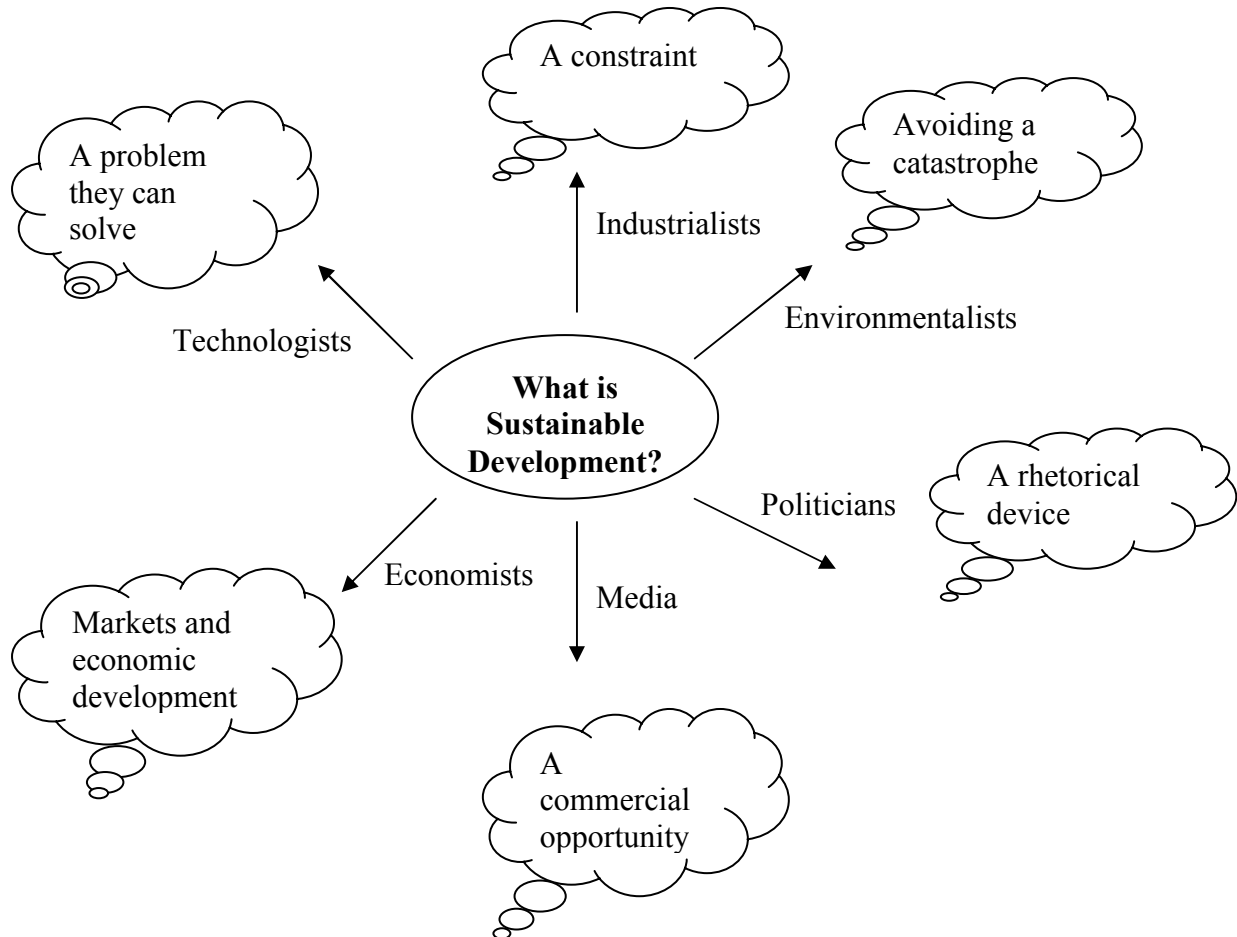 A constraint
Avoiding a
catastrophe
A problem
they can
solve
Industrialists
Environmentalists
Technologists
What is
Sustainable
Development?
A rhetorical
device
Politicians
Economists
Media
Markets and
economic
development
A
commercial
opportunity